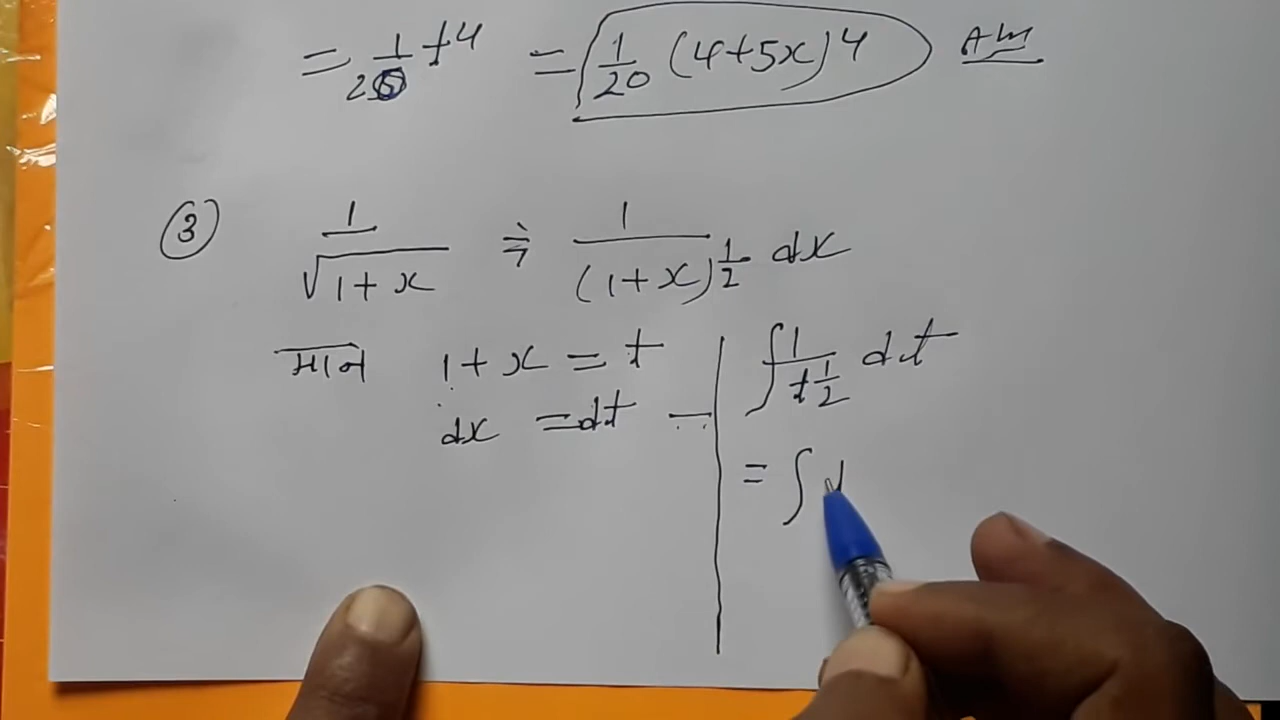 = 1/20 t⁴ = 1/20 (4+5x)⁴ Ans
③ 1/√(1+x) ⇒ 1/(1+x)^(1/2) dx
माना 1+x = t
dx = dt
∫ 1/t^(1/2) dt
= ∫